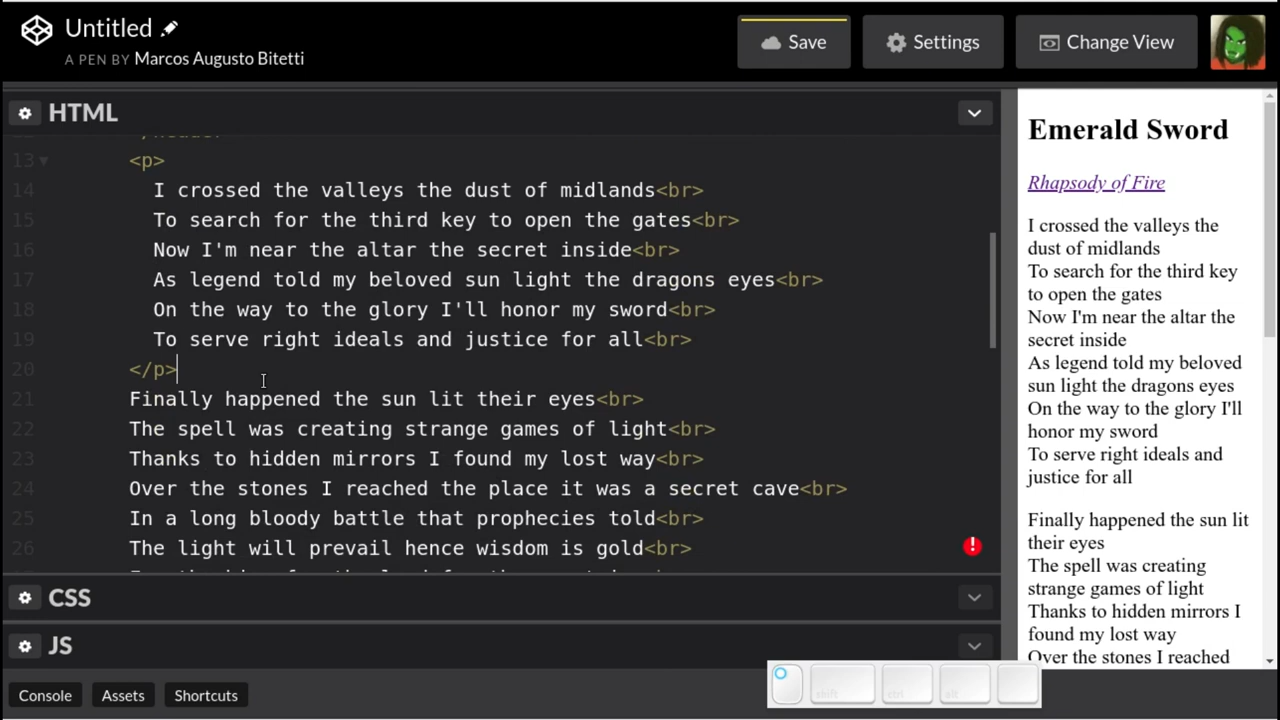 Untitled
A PEN BY Marcos Augusto Bitetti
Save
Settings
Change View
HTML
13 <p>
14 I crossed the valleys the dust of midlands<br>
15 To search for the third key to open the gates<br>
16 Now I'm near the altar the secret inside<br>
17 As legend told my beloved sun light the dragons eyes<br>
18 On the way to the glory I'll honor my sword<br>
19 To serve right ideals and justice for all<br>
20 </p>
21 Finally happened the sun lit their eyes<br>
22 The spell was creating strange games of light<br>
23 Thanks to hidden mirrors I found my lost way<br>
24 Over the stones I reached the place it was a secret cave<br>
25 In a long bloody battle that prophecies told<br>
26 The light will prevail hence wisdom is gold<br>
CSS
JS
Console
Assets
Shortcuts
shift
ctrl
alt
Emerald Sword
Rhapsody of Fire
I crossed the valleys the
dust of midlands
To search for the third key
to open the gates
Now I'm near the altar the
secret inside
As legend told my beloved
sun light the dragons eyes
On the way to the glory I'll
honor my sword
To serve right ideals and
justice for all
Finally happened the sun lit
their eyes
The spell was creating
strange games of light
Thanks to hidden mirrors I
found my lost way
Over the stones I reached